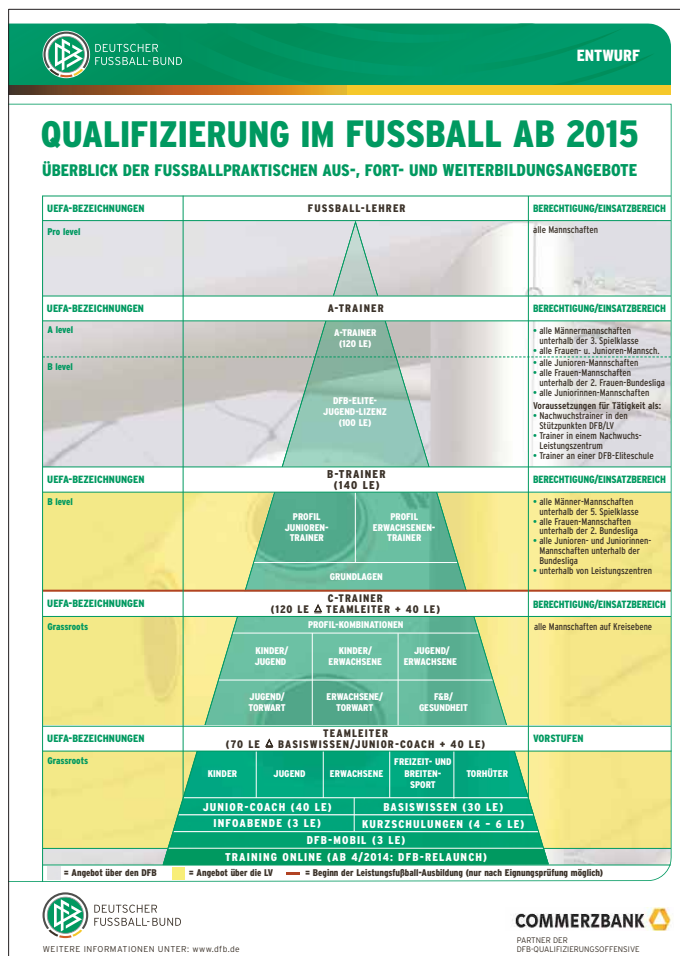 DEUTSCHER
FUSSBALL-BUND
ENTWURF
QUALIFIZIERUNG IM FUSSBALL AB 2015
ÜBERBLICK DER FUSSBALLPRAKTISCHEN AUS-, FORT- UND WEITERBILDUNGSANGEBOTE
UEFA-BEZEICHNUNGEN
FUSSBALL-LEHRER
BERECHTIGUNG/EINSATZBEREICH
Pro level
alle Mannschaften
UEFA-BEZEICHNUNGEN
A-TRAINER
BERECHTIGUNG/EINSATZBEREICH
A level
A-TRAINER
(120 LE)
• alle Männermannschaften
unterhalb der 3. Spielklasse
• alle Frauen- u. Junioren-Mannsch.
B level
DFB-ELITE-
JUGEND-LIZENZ
(100 LE)
• alle Junioren-Mannschaften
• alle Frauen-Mannschaften
unterhalb der 2. Frauen-Bundesliga
• alle Juniorinnen-Mannschaften
Voraussetzungen für Tätigkeit als:
• Nachwuchstrainer in den
Stützpunkten DFB/LV
• Trainer in einem Nachwuchs-
Leistungszentrum
• Trainer an einer DFB-Eliteschule
UEFA-BEZEICHNUNGEN
B-TRAINER
(140 LE)
BERECHTIGUNG/EINSATZBEREICH
B level
PROFIL
JUNIOREN-
TRAINER
PROFIL
ERWACHSENEN-
TRAINER
GRUNDLAGEN
• alle Männer-Mannschaften
unterhalb der 5. Spielklasse
• alle Frauen-Mannschaften
unterhalb der 2. Bundesliga
• alle Junioren- und Juniorinnen-
Mannschaften unterhalb der
Bundesliga
• unterhalb von Leistungszentren
UEFA-BEZEICHNUNGEN
C-TRAINER
(120 LE ≙ TEAMLEITER + 40 LE)
BERECHTIGUNG/EINSATZBEREICH
Grassroots
PROFIL-KOMBINATIONEN
alle Mannschaften auf Kreisebene
KINDER/
JUGEND
KINDER/
ERWACHSENE
JUGEND/
ERWACHSENE
JUGEND/
TORWART
ERWACHSENE/
TORWART
F&B/
GESUNDHEIT
UEFA-BEZEICHNUNGEN
TEAMLEITER
(70 LE ≙ BASISWISSEN/JUNIOR-COACH + 40 LE)
VORSTUFEN
Grassroots
KINDER
JUGEND
ERWACHSENE
FREIZEIT- UND
BREITEN-
SPORT
TORHÜTER
JUNIOR-COACH (40 LE)
BASISWISSEN (30 LE)
INFOABENDE (3 LE)
KURZSCHULUNGEN (4 – 6 LE)
DFB-MOBIL (3 LE)
TRAINING ONLINE (AB 4/2014: DFB-RELAUNCH)
= Angebot über den DFB
= Angebot über die LV
= Beginn der Leistungsfußball-Ausbildung (nur nach Eignungsprüfung möglich)
DEUTSCHER
FUSSBALL-BUND
WEITERE INFORMATIONEN UNTER: www.dfb.de
COMMERZBANK
PARTNER DER
DFB-QUALIFIZIERUNGSOFFENSIVE